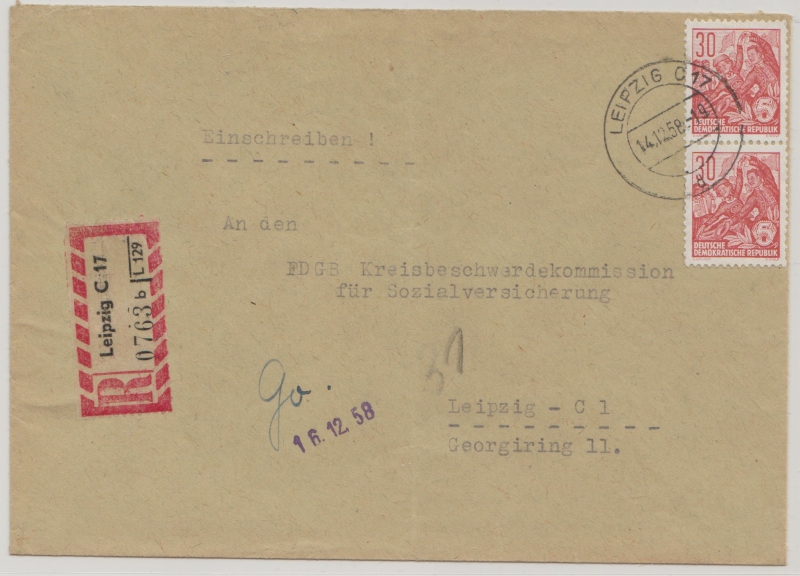 30
DEUTSCHE
DEMOKRATISCHE REPUBLIK
30
DEUTSCHE
DEMOKRATISCHE REPUBLIK
LEIPZIG C 17
14.12.58
Einschreiben !
An den
FDGB Kreisbeschwerdekommission
für Sozialversicherung
Leipzig - C 1
Georgiring 11.
R
Leipzig C 17
0763 b
L 129
16.12.58